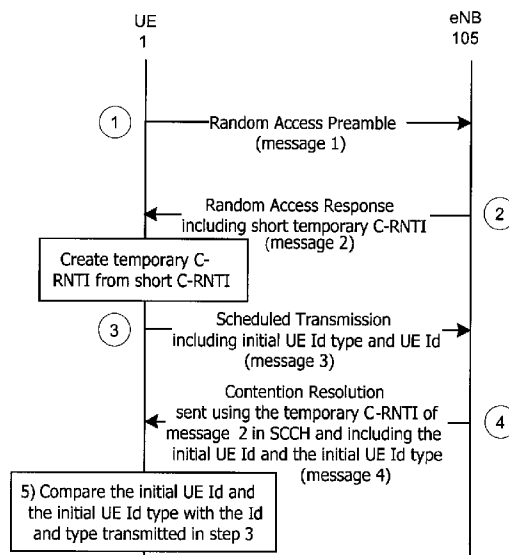 UE
1
eNB
105
1
Random Access Preamble
(message 1)
Random Access Response
including short temporary C-RNTI
(message 2)
2
Create temporary C-
RNTI from short C-RNTI
3
Scheduled Transmission
including initial UE Id type and UE Id
(message 3)
Contention Resolution
sent using the temporary C-RNTI of
message 2 in SCCH and including the
initial UE Id and the initial UE Id type
(message 4)
4
5) Compare the initial UE Id and
the initial UE Id type with the Id
and type transmitted in step 3